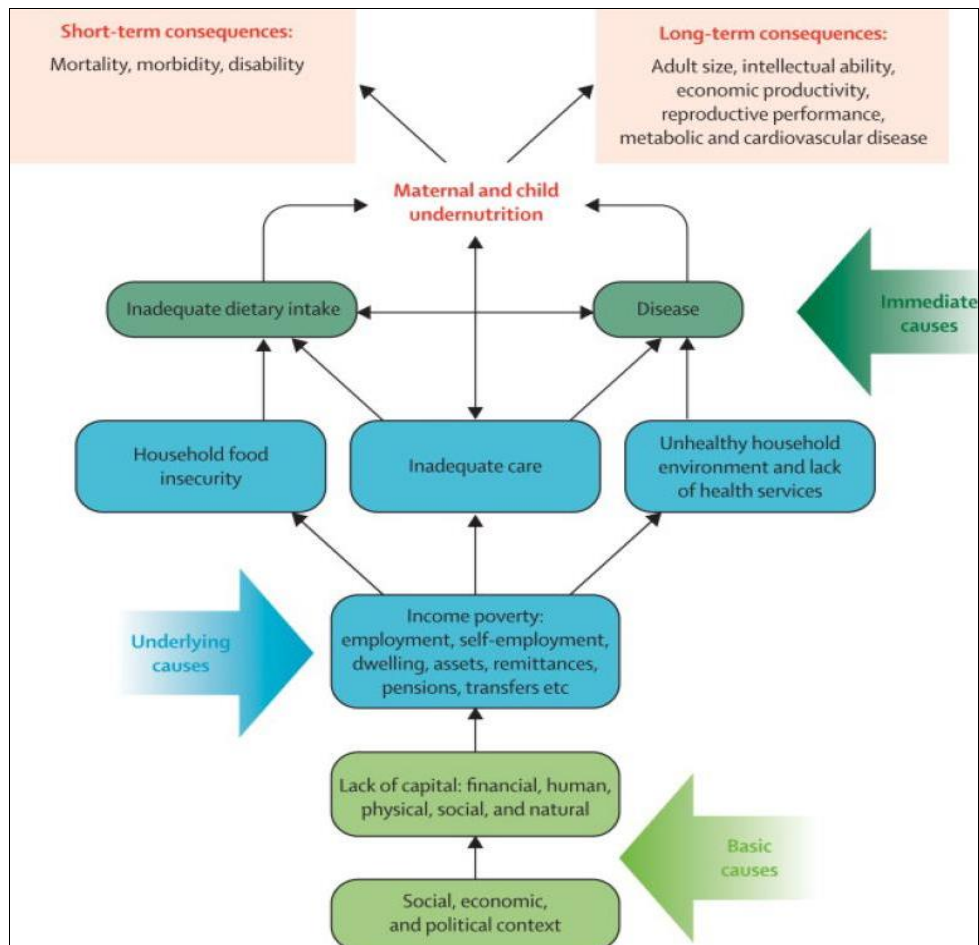 Short-term consequences:
Mortality, morbidity, disability
Long-term consequences:
Adult size, intellectual ability,
economic productivity,
reproductive performance,
metabolic and cardiovascular disease
Maternal and child
undernutrition
Inadequate dietary intake
Disease
Immediate
causes
Household food
insecurity
Inadequate care
Unhealthy household
environment and lack
of health services
Underlying
causes
Income poverty:
employment, self-employment,
dwelling, assets, remittances,
pensions, transfers etc
Lack of capital: financial, human,
physical, social, and natural
Basic
causes
Social, economic,
and political context